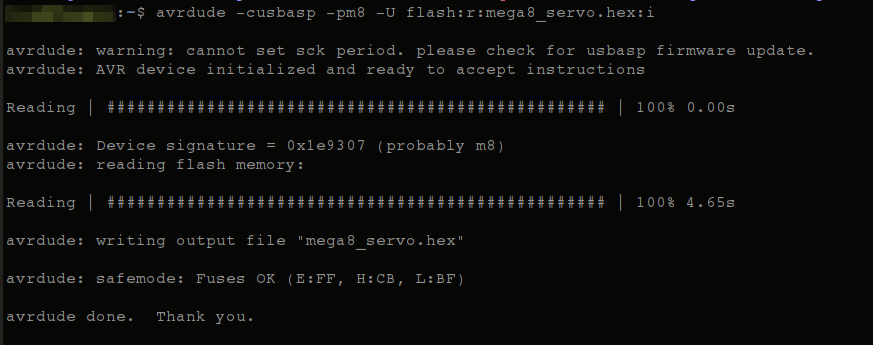 :~$ avrdude -cusbasp -pm8 -U flash:r:mega8_servo.hex:i
avrdude: warning: cannot set sck period. please check for usbasp firmware update.
avrdude: AVR device initialized and ready to accept instructions
Reading | ################################################## | 100% 0.00s
avrdude: Device signature = 0x1e9307 (probably m8)
avrdude: reading flash memory:
Reading | ################################################## | 100% 4.65s
avrdude: writing output file "mega8_servo.hex"
avrdude: safemode: Fuses OK (E:FF, H:CB, L:BF)
avrdude done.  Thank you.